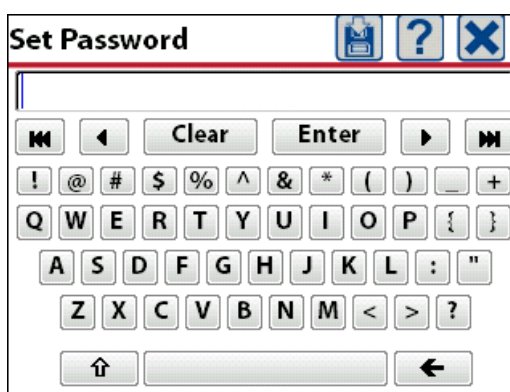 Set Password ?
Clear Enter
! @ # $ % ^ & * ( ) _ +
Q W E R T Y U I O P { }
A S D F G H J K L : "
Z X C V B N M < > ?